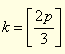 k = [2p/3]